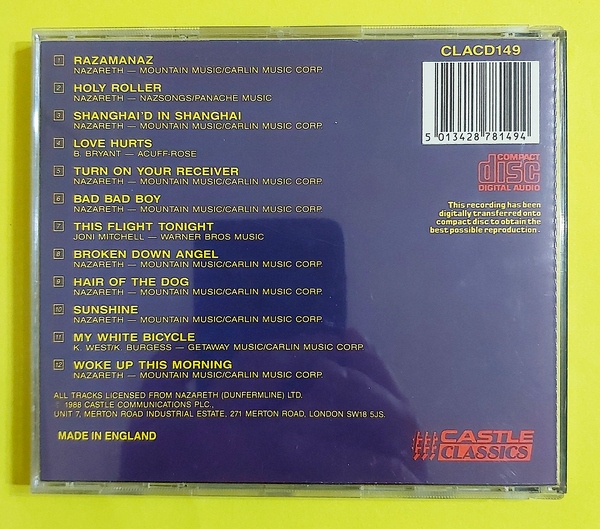 1 RAZAMANAZ
NAZARETH — MOUNTAIN MUSIC/CARLIN MUSIC CORP.
2 HOLY ROLLER
NAZARETH — NAZSONGS/PANACHE MUSIC
3 SHANGHAI'D IN SHANGHAI
NAZARETH — MOUNTAIN MUSIC/CARLIN MUSIC CORP.
4 LOVE HURTS
B. BRYANT — ACUFF-ROSE
5 TURN ON YOUR RECEIVER
NAZARETH — MOUNTAIN MUSIC/CARLIN MUSIC CORP.
6 BAD BAD BOY
NAZARETH — MOUNTAIN MUSIC/CARLIN MUSIC CORP.
7 THIS FLIGHT TONIGHT
JONI MITCHELL — WARNER BROS MUSIC
8 BROKEN DOWN ANGEL
NAZARETH — MOUNTAIN MUSIC/CARLIN MUSIC CORP.
9 HAIR OF THE DOG
NAZARETH — MOUNTAIN MUSIC/CARLIN MUSIC CORP.
10 SUNSHINE
NAZARETH — MOUNTAIN MUSIC/CARLIN MUSIC CORP.
11 MY WHITE BICYCLE
K. WEST/K. BURGESS — GETAWAY MUSIC/CARLIN MUSIC CORP.
12 WOKE UP THIS MORNING
NAZARETH — MOUNTAIN MUSIC/CARLIN MUSIC CORP.
ALL TRACKS LICENSED FROM NAZARETH (DUNFERMLINE) LTD.
1988 CASTLE COMMUNICATIONS PLC.,
UNIT 7, MERTON ROAD INDUSTRIAL ESTATE, 271 MERTON ROAD, LONDON SW18 5JS.
MADE IN ENGLAND
CLACD149
5 013428 781494
COMPACT
disc
DIGITAL AUDIO
This recording has been
digitally transferred onto
compact disc to obtain the
best possible reproduction.
CASTLE
CLASSICS